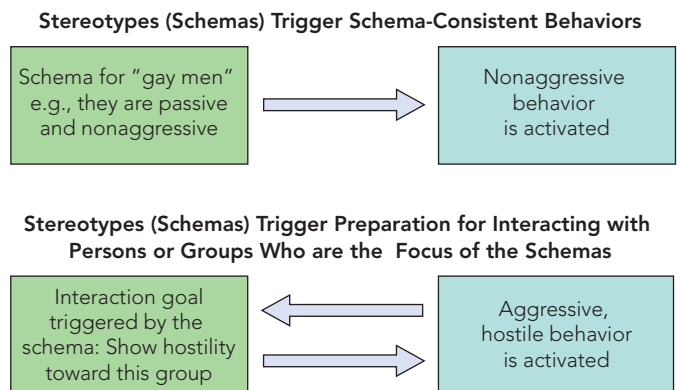 Stereotypes (Schemas) Trigger Schema-Consistent Behaviors
Schema for "gay men"
e.g., they are passive
and nonaggressive
Nonaggressive
behavior
is activated
Stereotypes (Schemas) Trigger Preparation for Interacting with
Persons or Groups Who are the Focus of the Schemas
Interaction goal
triggered by the
schema: Show hostility
toward this group
Aggressive,
hostile behavior
is activated